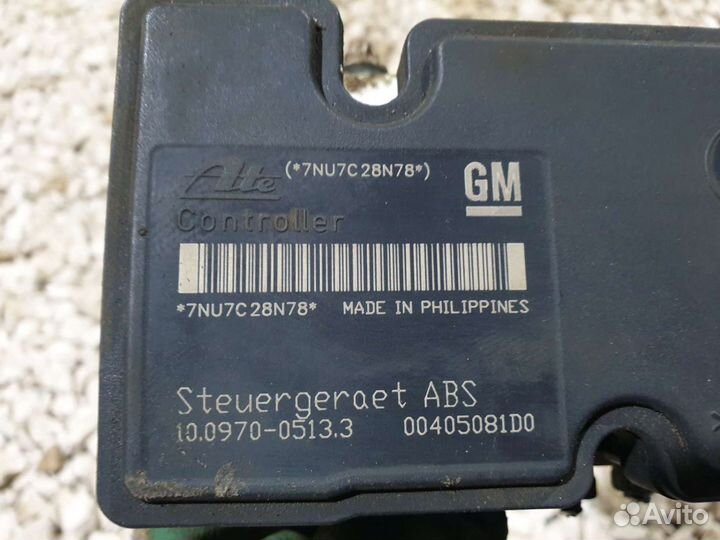 (*7NU7C28N78*)
Ate
GM
Controller
*7NU7C28N78* MADE IN PHILIPPINES
Steuergeraet ABS
10.0970-0513.3 00405081D0
Avito